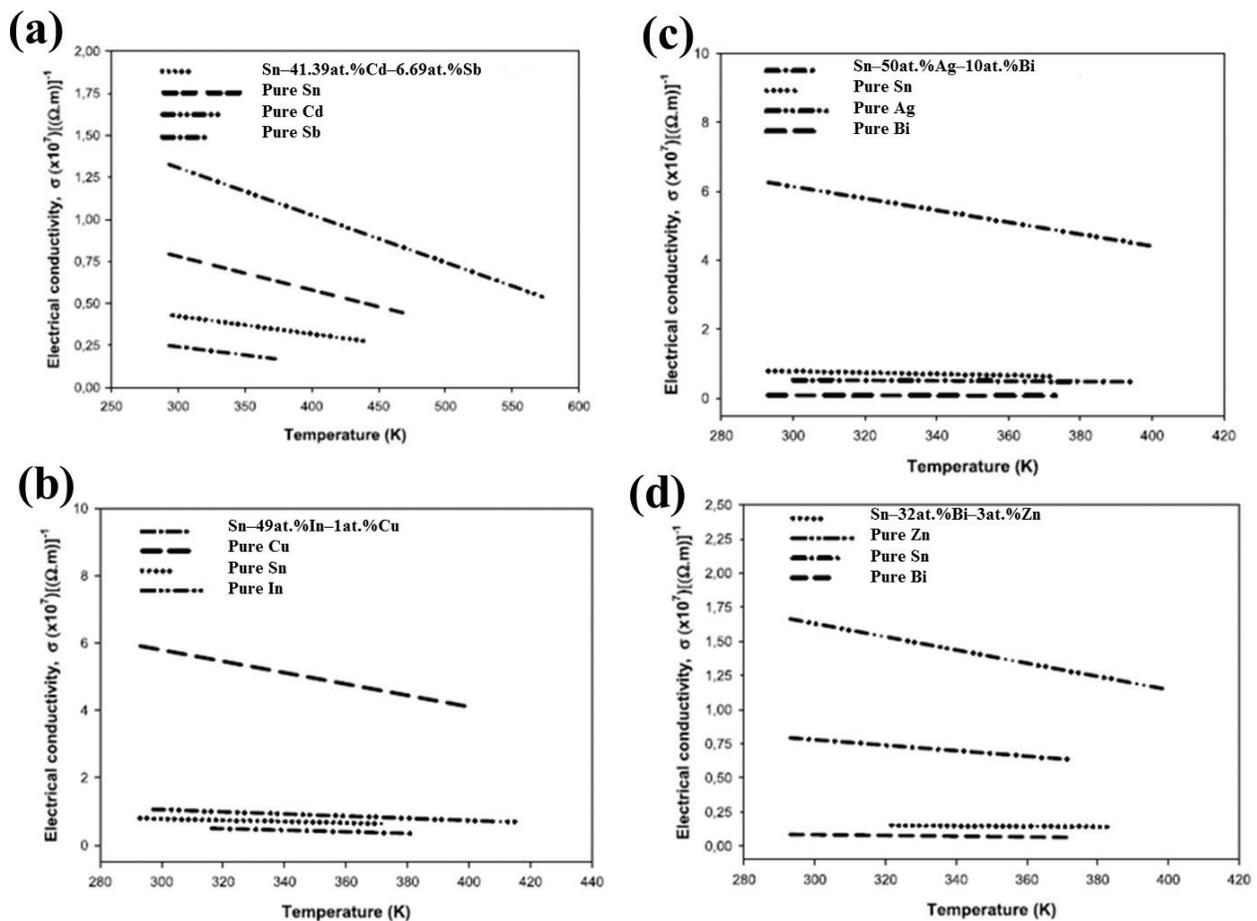 (a)
Electrical conductivity, σ (x10⁷)[(Ω.m)]⁻¹
2,00
1,75
1,50
1,25
1,00
0,75
0,50
0,25
0,00
Sn–41.39at.%Cd–6.69at.%Sb
Pure Sn
Pure Cd
Pure Sb
250 300 350 400 450 500 550 600
Temperature (K)
(c)
Electrical conductivity, σ (x10⁷)[(Ω.m)]⁻¹
10
8
6
4
2
0
Sn–50at.%Ag–10at.%Bi
Pure Sn
Pure Ag
Pure Bi
280 300 320 340 360 380 400 420
Temperature (K)
(b)
Electrical conductivity, σ (x10⁷)[(Ω.m)]⁻¹
10
8
6
4
2
0
Sn–49at.%In–1at.%Cu
Pure Cu
Pure Sn
Pure In
280 300 320 340 360 380 400 420 440
Temperature (K)
(d)
Electrical conductivity, σ (x10⁷)[(Ω.m)]⁻¹
2,50
2,25
2,00
1,75
1,50
1,25
1,00
0,75
0,50
0,25
0,00
Sn–32at.%Bi–3at.%Zn
Pure Zn
Pure Sn
Pure Bi
280 300 320 340 360 380 400 420
Temperature (K)